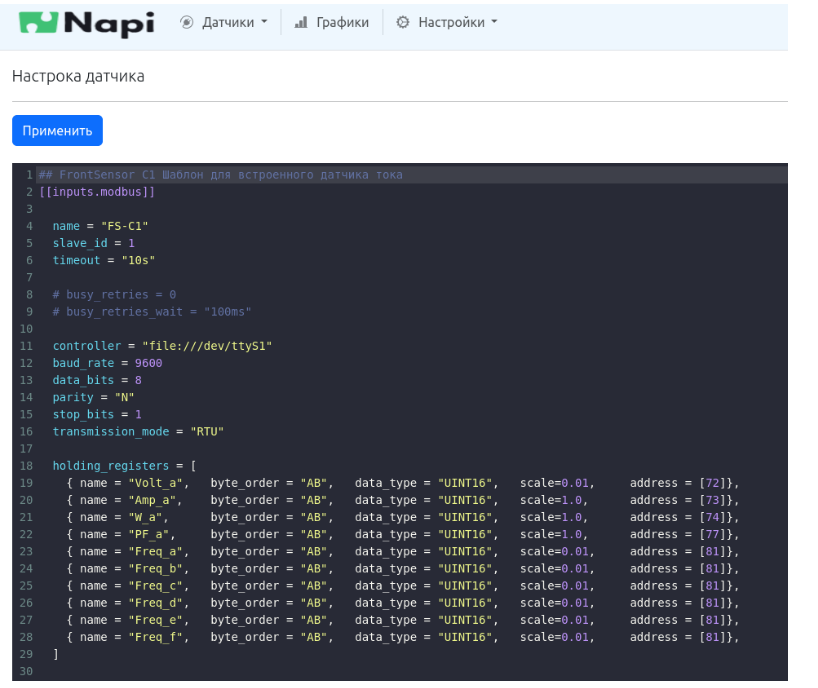 Napi Датчики Графики Настройки
Настрока датчика
Применить
1 ## FrontSensor C1 Шаблон для встроенного датчика тока
2 [[inputs.modbus]]
3
4 name = "FS-C1"
5 slave_id = 1
6 timeout = "10s"
7
8 # busy_retries = 0
9 # busy_retries_wait = "100ms"
10
11 controller = "file:///dev/ttyS1"
12 baud_rate = 9600
13 data_bits = 8
14 parity = "N"
15 stop_bits = 1
16 transmission_mode = "RTU"
17
18 holding_registers = [
19 { name = "Volt_a", byte_order = "AB", data_type = "UINT16", scale=0.01, address = [72]},
20 { name = "Amp_a", byte_order = "AB", data_type = "UINT16", scale=1.0, address = [73]},
21 { name = "W_a", byte_order = "AB", data_type = "UINT16", scale=1.0, address = [74]},
22 { name = "PF_a", byte_order = "AB", data_type = "UINT16", scale=1.0, address = [77]},
23 { name = "Freq_a", byte_order = "AB", data_type = "UINT16", scale=0.01, address = [81]},
24 { name = "Freq_b", byte_order = "AB", data_type = "UINT16", scale=0.01, address = [81]},
25 { name = "Freq_c", byte_order = "AB", data_type = "UINT16", scale=0.01, address = [81]},
26 { name = "Freq_d", byte_order = "AB", data_type = "UINT16", scale=0.01, address = [81]},
27 { name = "Freq_e", byte_order = "AB", data_type = "UINT16", scale=0.01, address = [81]},
28 { name = "Freq_f", byte_order = "AB", data_type = "UINT16", scale=0.01, address = [81]},
29 ]
30